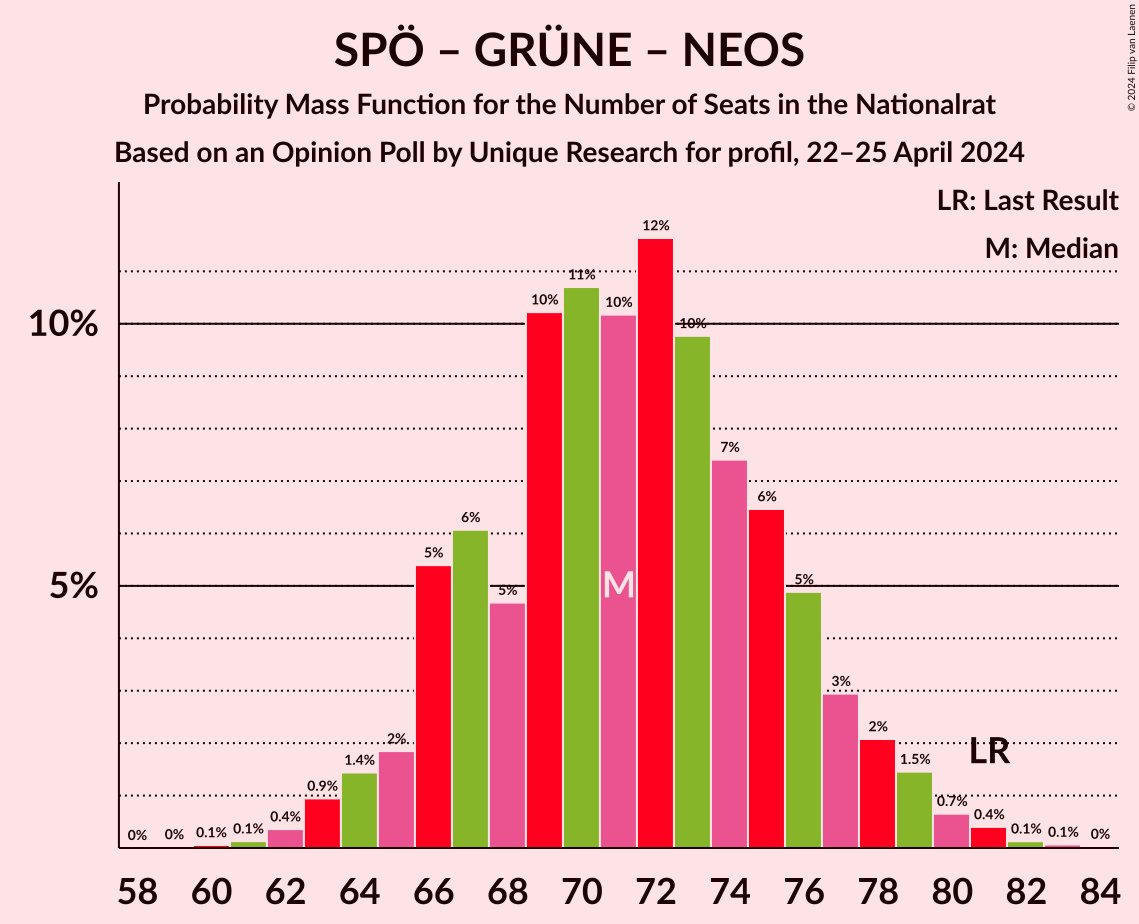 SPÖ – GRÜNE – NEOS
Probability Mass Function for the Number of Seats in the Nationalrat
Based on an Opinion Poll by Unique Research for profil, 22–25 April 2024
© 2024 Filip van Laenen
LR: Last Result
M: Median
10%
5%
0% 0% 0.1% 0.1% 0.4% 0.9% 1.4% 2% 5% 6% 5% 10% 11% 10% 12% 10% 7% 6% 5% 3% 2% 1.5% 0.7% 0.4% 0.1% 0.1% 0%
M
LR
58 60 62 64 66 68 70 72 74 76 78 80 82 84